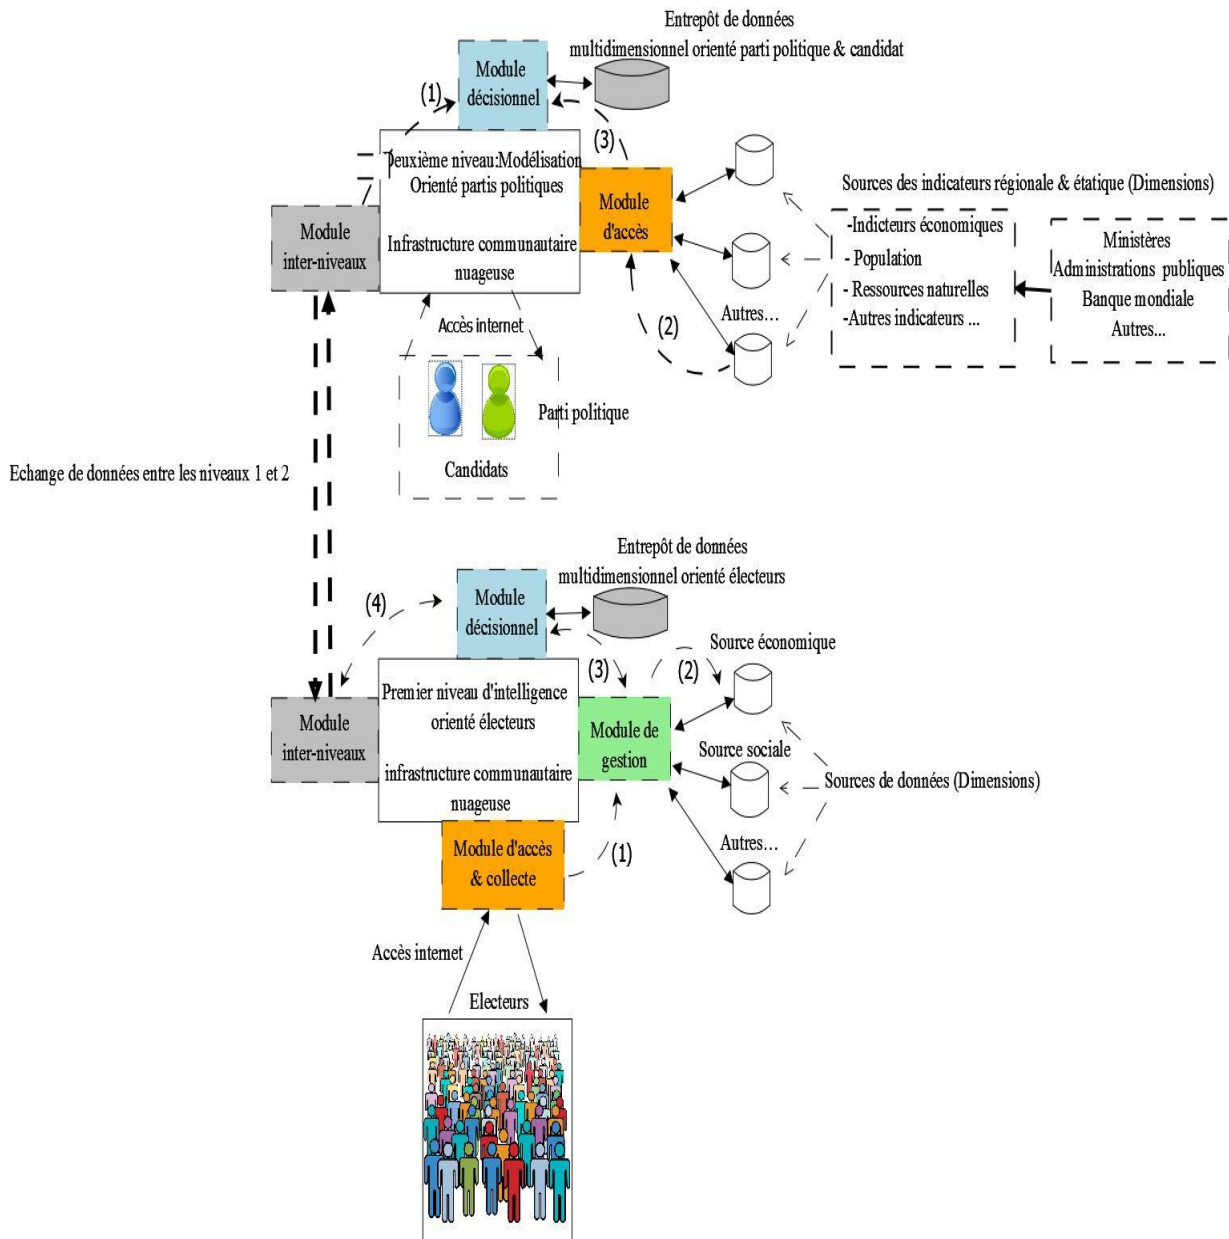 Entrepôt de données
multidimensionnel orienté parti politique & candidat
Module
décisionnel
(1)
(3)
Deuxième niveau:Modélisation
Orienté partis politiques
Infrastructure communautaire
nuageuse
Module
d'accès
Module
inter-niveaux
Sources des indicateurs régionale & étatique (Dimensions)
-Indicteurs économiques
- Population
- Ressources naturelles
-Autres indicateurs ...
Ministères
Administrations publiques
Banque mondiale
Autres...
Autres...
(2)
Accès internet
Parti politique
Candidats
Echange de données entre les niveaux 1 et 2
Entrepôt de données
multidimensionnel orienté électeurs
Module
décisionnel
(4)
(3)
(2)
Source économique
Premier niveau d'intelligence
orienté électeurs
infrastructure communautaire
nuageuse
Module
inter-niveaux
Module de
gestion
Source sociale
Sources de données (Dimensions)
Autres...
Module d'accès
& collecte
(1)
Accès internet
Electeurs